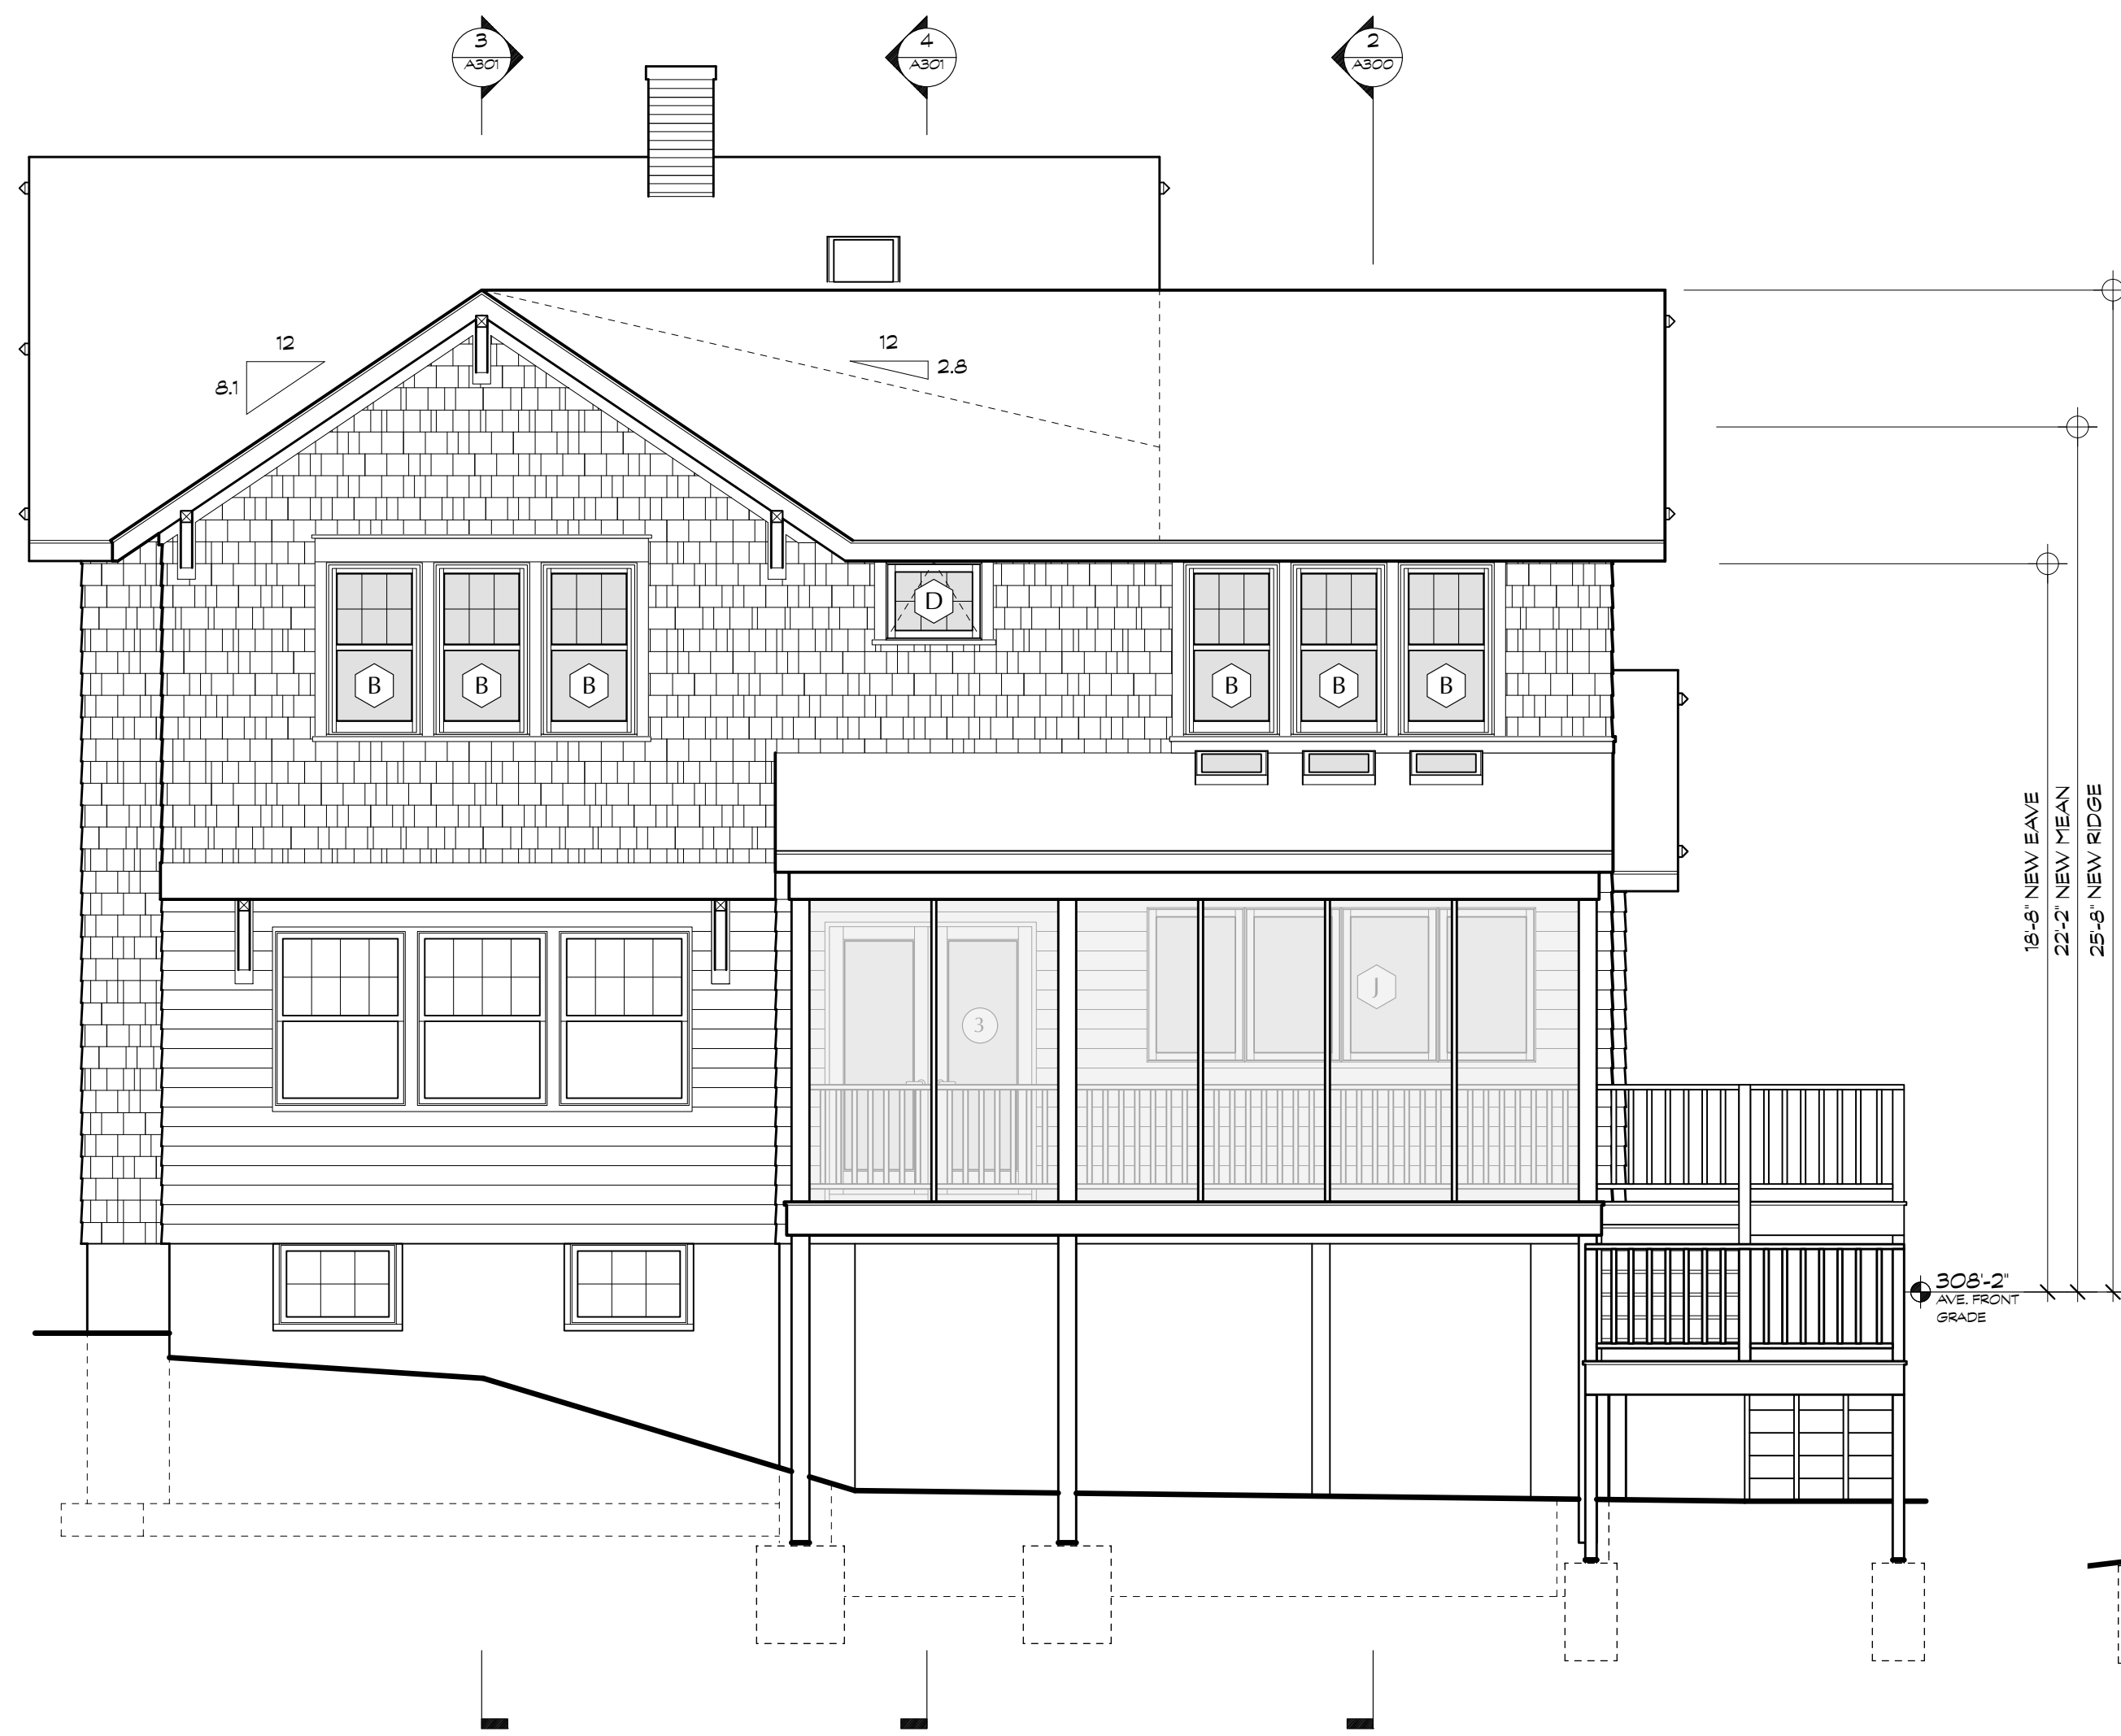 3
A301
4
A301
2
A300
12
8.1
12
2.8
D
B
B
B
B
B
B
J
3
18'-8" NEW EAVE
22'-2" NEW MEAN
25'-8" NEW RIDGE
308'-2"
AVE. FRONT
GRADE